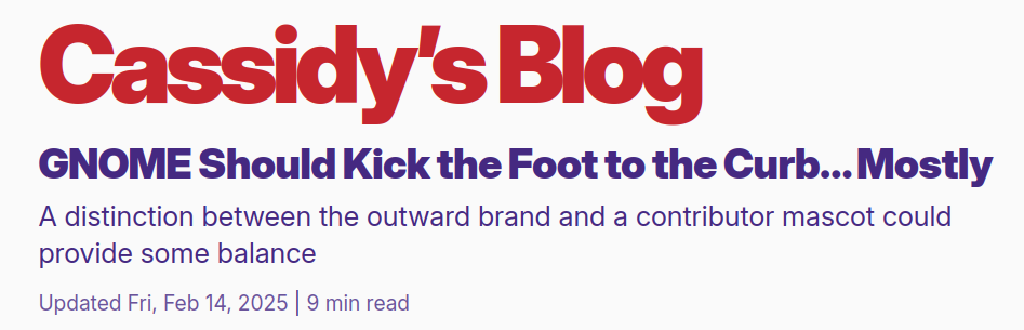 Cassidy’s Blog
GNOME Should Kick the Foot to the Curb… Mostly
A distinction between the outward brand and a contributor mascot could
provide some balance
Updated Fri, Feb 14, 2025 | 9 min read